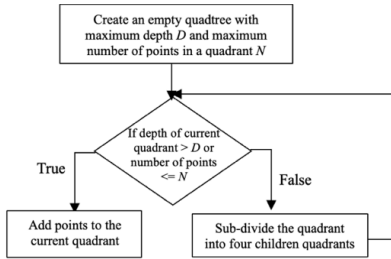 Create an empty quadtree with
maximum depth D and maximum
number of points in a quadrant N
If depth of current
quadrant > D or
number of points
<= N
True
False
Add points to the
current quadrant
Sub-divide the quadrant
into four children quadrants